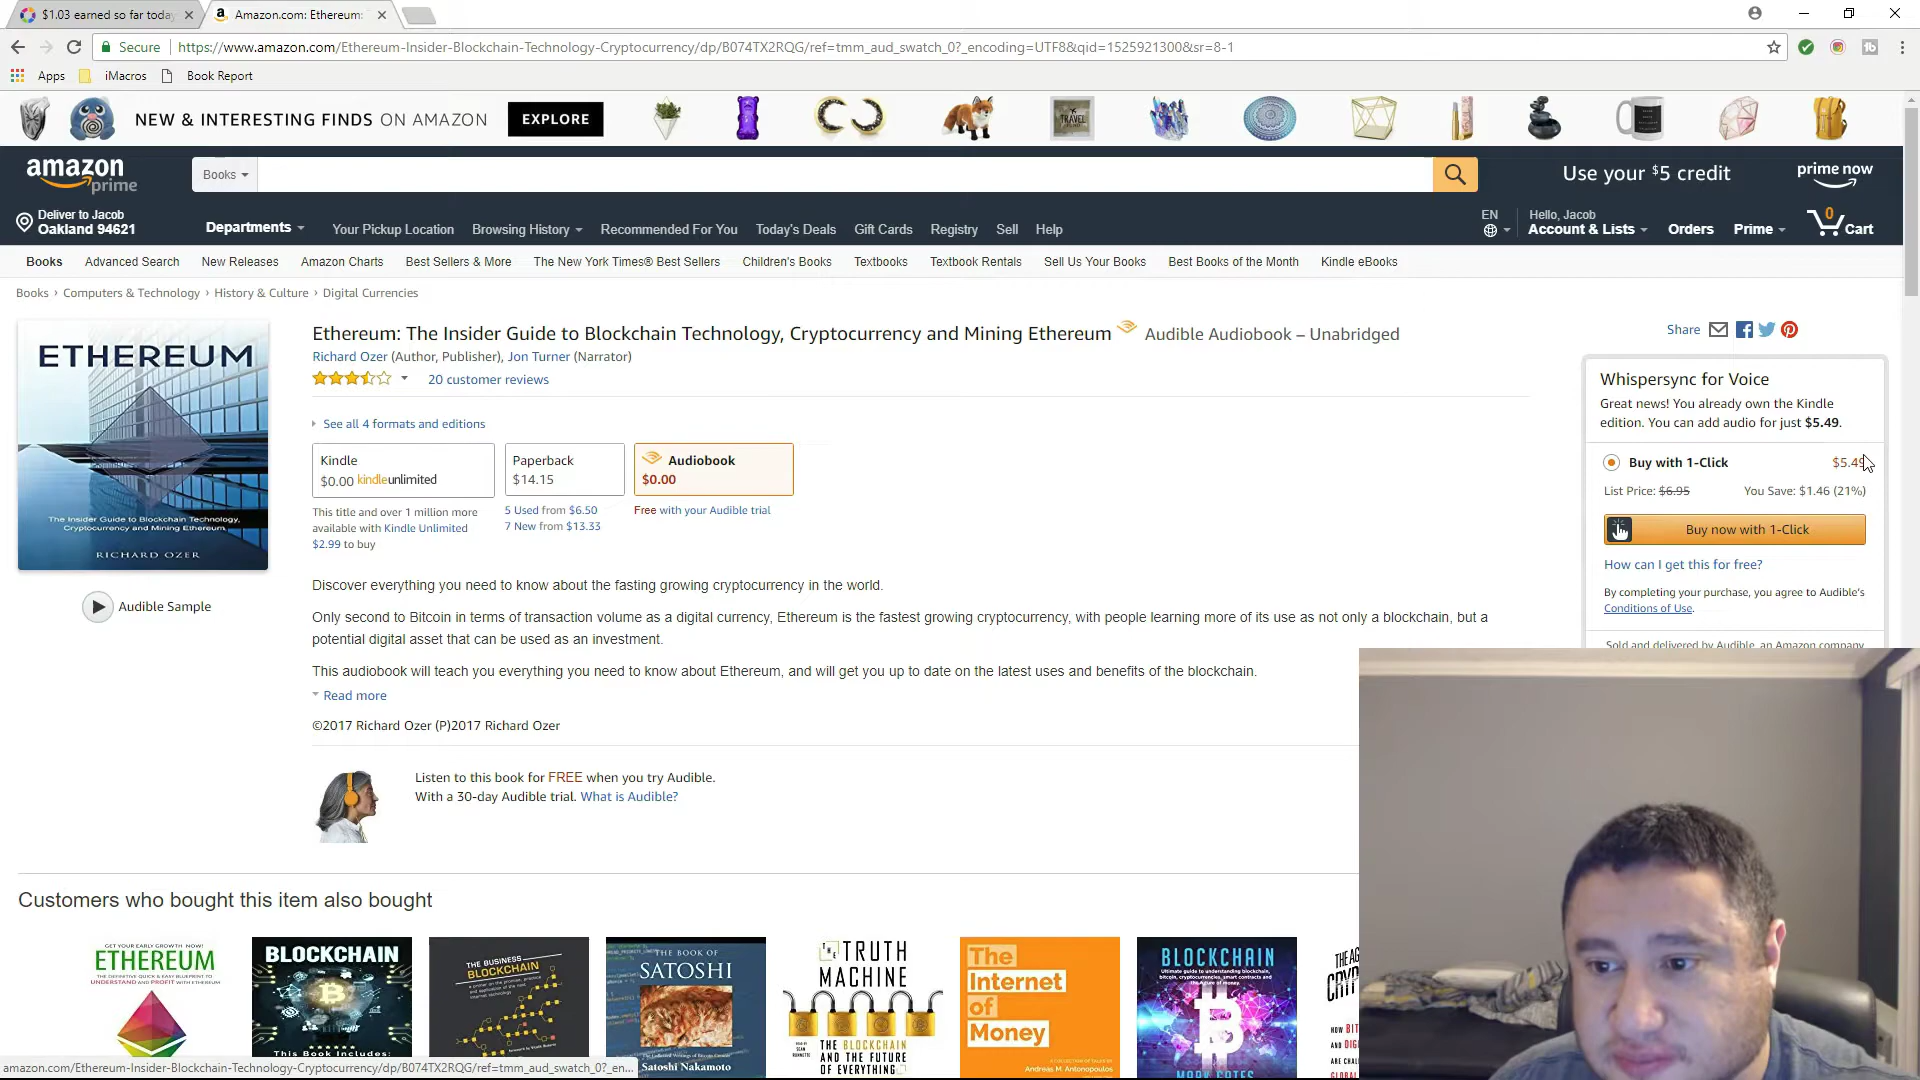 $1.03 earned so far today
Amazon.com: Ethereum:
Secure
https://www.amazon.com/Ethereum-Insider-Blockchain-Technology-Cryptocurrency/dp/B074TX2RQG/ref=tmm_aud_swatch_0?_encoding=UTF8&qid=1525921300&sr=8-1
Apps iMacros Book Report
NEW & INTERESTING FINDS ON AMAZON EXPLORE
TRAVEL
amazon prime
Books
Use your $5 credit
prime now
Deliver to Jacob
Oakland 94621
Departments Your Pickup Location Browsing History Recommended For You Today's Deals Gift Cards Registry Sell Help
EN
Hello, Jacob
Account & Lists Orders Prime 0 Cart
Books Advanced Search New Releases Amazon Charts Best Sellers & More The New York Times® Best Sellers Children's Books Textbooks Textbook Rentals Sell Us Your Books Best Books of the Month Kindle eBooks
Books › Computers & Technology › History & Culture › Digital Currencies
ETHEREUM
The Insider Guide to Blockchain Technology,
Cryptocurrency and Mining Ethereum
RICHARD OZER
Audible Sample
Ethereum: The Insider Guide to Blockchain Technology, Cryptocurrency and Mining Ethereum Audible Audiobook – Unabridged
Richard Ozer (Author, Publisher), Jon Turner (Narrator)
20 customer reviews
See all 4 formats and editions
Kindle
$0.00 kindleunlimited
This title and over 1 million more
available with Kindle Unlimited
$2.99 to buy
Paperback
$14.15
5 Used from $6.50
7 New from $13.33
Audiobook
$0.00
Free with your Audible trial
Discover everything you need to know about the fasting growing cryptocurrency in the world.
Only second to Bitcoin in terms of transaction volume as a digital currency, Ethereum is the fastest growing cryptocurrency, with people learning more of its use as not only a blockchain, but a
potential digital asset that can be used as an investment.
This audiobook will teach you everything you need to know about Ethereum, and will get you up to date on the latest uses and benefits of the blockchain.
Read more
©2017 Richard Ozer (P)2017 Richard Ozer
Listen to this book for FREE when you try Audible.
With a 30-day Audible trial. What is Audible?
Share
Whispersync for Voice
Great news! You already own the Kindle
edition. You can add audio for just $5.49.
Buy with 1-Click $5.49
List Price: $6.95 You Save: $1.46 (21%)
Buy now with 1-Click
How can I get this for free?
By completing your purchase, you agree to Audible's
Conditions of Use.
Sold and delivered by Audible, an Amazon company
Customers who bought this item also bought
GET YOUR EARLY GROWTH NOW!
ETHEREUM
THE DEFINITIVE QUICK & EASY BLUEPRINT TO
UNDERSTAND AND PROFIT WITH ETHEREUM
BLOCKCHAIN
This Book Includes:
THE BUSINESS
BLOCKCHAIN
THE BOOK OF
SATOSHI
The Collected Writings of Bitcoin Creator
Satoshi Nakamoto
THE TRUTH
MACHINE
THE BLOCKCHAIN
AND THE FUTURE
OF EVERYTHING
The
Internet
of
Money
A COLLECTION OF TALKS BY
Andreas M. Antonopoulos
BLOCKCHAIN
Ultimate guide to understanding blockchain,
bitcoin, cryptocurrencies, smart contracts and
the future of money.
MARK GATES
THE AG
CRYP
HOW BIT
AND DIG
ARE CHAL
GLOBAL
amazon.com/Ethereum-Insider-Blockchain-Technology-Cryptocurrency/dp/B074TX2RQG/ref=tmm_aud_swatch_0?_en...